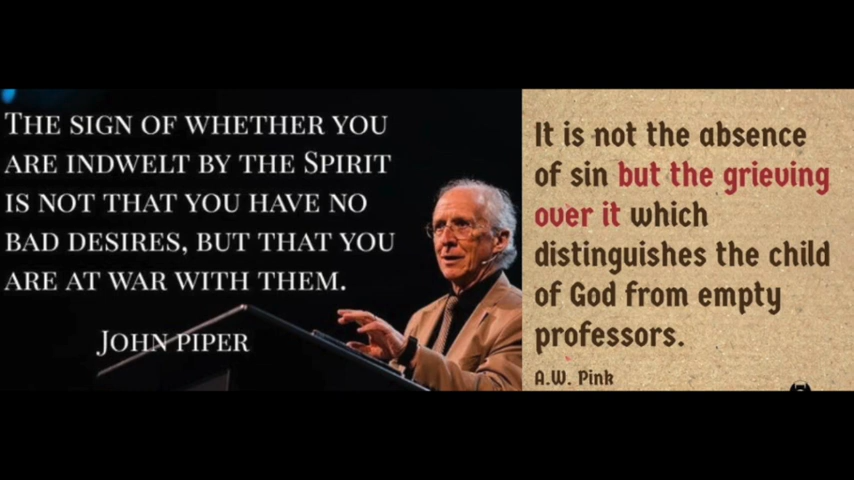 THE SIGN OF WHETHER YOU
ARE INDWELT BY THE SPIRIT
IS NOT THAT YOU HAVE NO
BAD DESIRES, BUT THAT YOU
ARE AT WAR WITH THEM.
JOHN PIPER
It is not the absence
of sin but the grieving
over it which
distinguishes the child
of God from empty
professors.
A.W. Pink